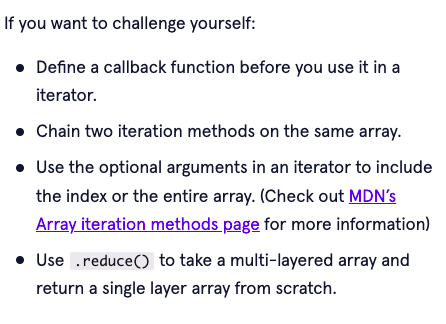 If you want to challenge yourself:
● Define a callback function before you use it in a
iterator.
● Chain two iteration methods on the same array.
● Use the optional arguments in an iterator to include
the index or the entire array. (Check out MDN’s
Array iteration methods page for more information)
● Use .reduce() to take a multi-layered array and
return a single layer array from scratch.